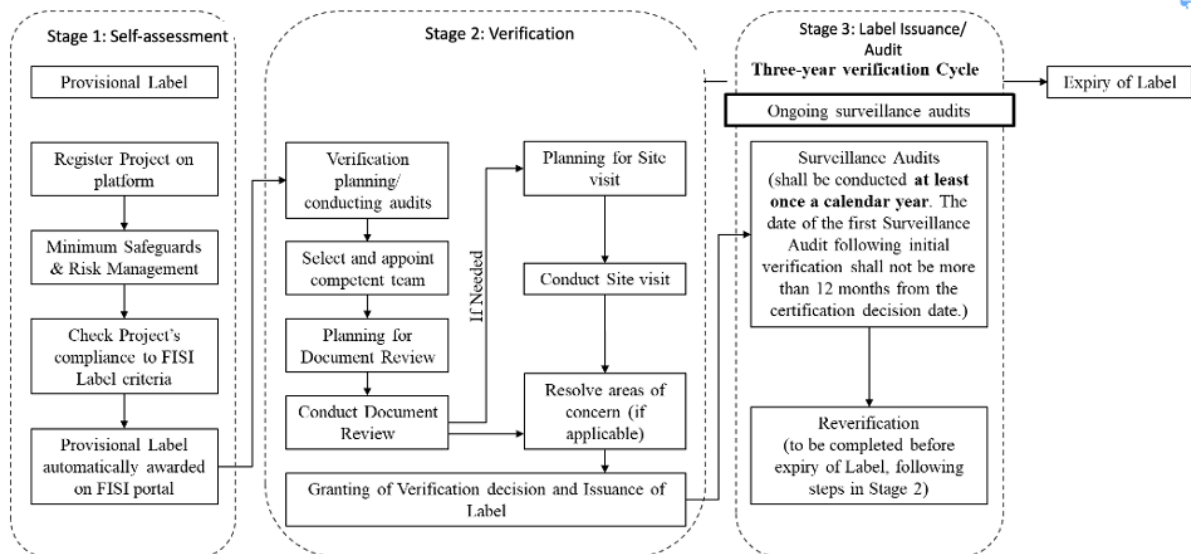 Stage 1: Self-assessment
Provisional Label
Register Project on
platform
Minimum Safeguards
& Risk Management
Check Project's
compliance to FISI
Label criteria
Provisional Label
automatically awarded
on FISI portal
Stage 2: Verification
Verification
planning/
conducting audits
Select and appoint
competent team
Planning for
Document Review
Conduct Document
Review
If Needed
Planning for Site
visit
Conduct Site visit
Resolve areas of
concern (if
applicable)
Granting of Verification decision and Issuance of
Label
Stage 3: Label Issuance/
Audit
Three-year verification Cycle
Ongoing surveillance audits
Surveillance Audits
(shall be conducted at least
once a calendar year. The
date of the first Surveillance
Audit following initial
verification shall not be more
than 12 months from the
certification decision date.)
Reverification
(to be completed before
expiry of Label, following
steps in Stage 2)
Expiry of Label